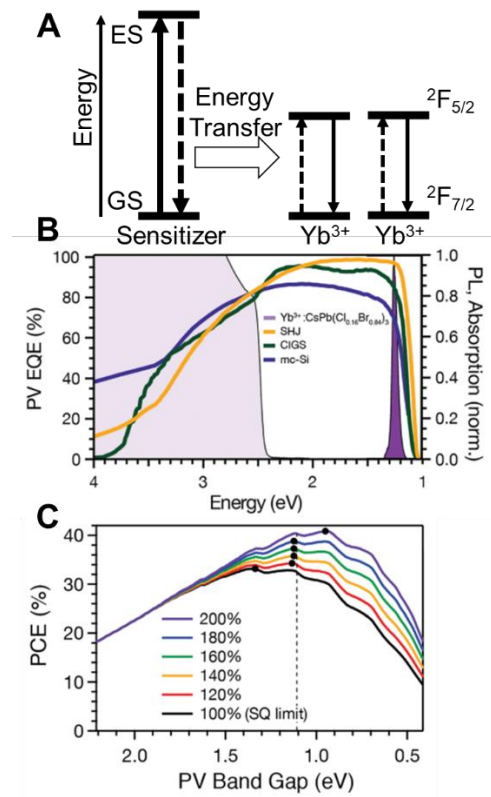 A
ES
Energy
Energy
Transfer
²F₅/₂
GS
²F₇/₂
Sensitizer
Yb³⁺
Yb³⁺
B
100
80
60
40
20
0
PV EQE (%)
1.0
0.8
0.6
0.4
0.2
0.0
PL, Absorption (norm.)
Yb³⁺:CsPb(Cl₀.₁₆Br₀.₈₄)₃
SHJ
CIGS
mc-Si
4
3
2
1
Energy (eV)
C
40
30
20
10
0
PCE (%)
200%
180%
160%
140%
120%
100% (SQ limit)
2.0
1.5
1.0
0.5
PV Band Gap (eV)